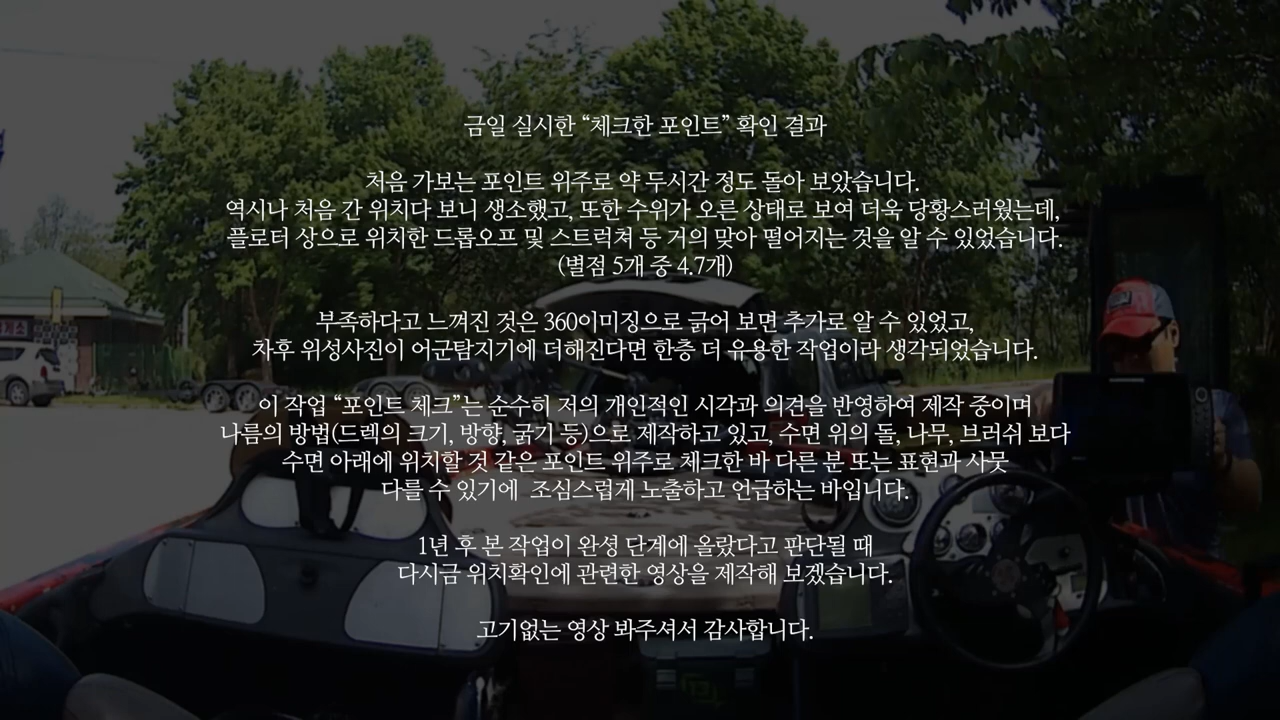 금일 실시한 “체크한 포인트” 확인 결과
처음 가보는 포인트 위주로 약 두시간 정도 돌아 보았습니다.
역시나 처음 간 위치다 보니 생소했고, 또한 수위가 오른 상태로 보여 더욱 당황스러웠는데,
플로터 상으로 위치한 드롭오프 및 스트럭쳐 등 거의 맞아 떨어지는 것을 알 수 있었습니다.
(별점 5개 중 4.7개)
부족하다고 느껴진 것은 360이미징으로 긁어 보면 추가로 알 수 있었고,
차후 위성사진이 어군탐지기에 더해진다면 한층 더 유용한 작업이라 생각되었습니다.
이 작업 “포인트 체크”는 순수히 저의 개인적인 시각과 의견을 반영하여 제작 중이며
나름의 방법(드렉의 크기, 방향, 굵기 등)으로 제작하고 있고, 수면 위의 돌, 나무, 브러쉬 보다
수면 아래에 위치할 것 같은 포인트 위주로 체크한 바 다른 분 또는 표현과 사뭇
다를 수 있기에 조심스럽게 노출하고 언급하는 바입니다.
1년 후 본 작업이 완성 단계에 올랐다고 판단될 때
다시금 위치확인에 관련한 영상을 제작해 보겠습니다.
고기없는 영상 봐주셔서 감사합니다.